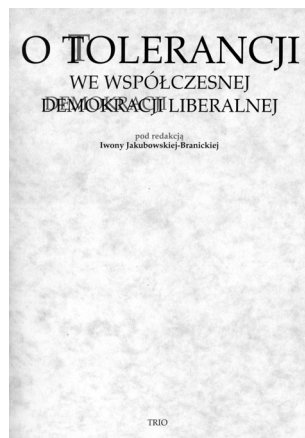 O TOLERANCJI
WE WSPÓŁCZESNEJ
DEMOKRACJI LIBERALNEJ
pod redakcją
Iwony Jakubowskiej-Branickiej
TRIO